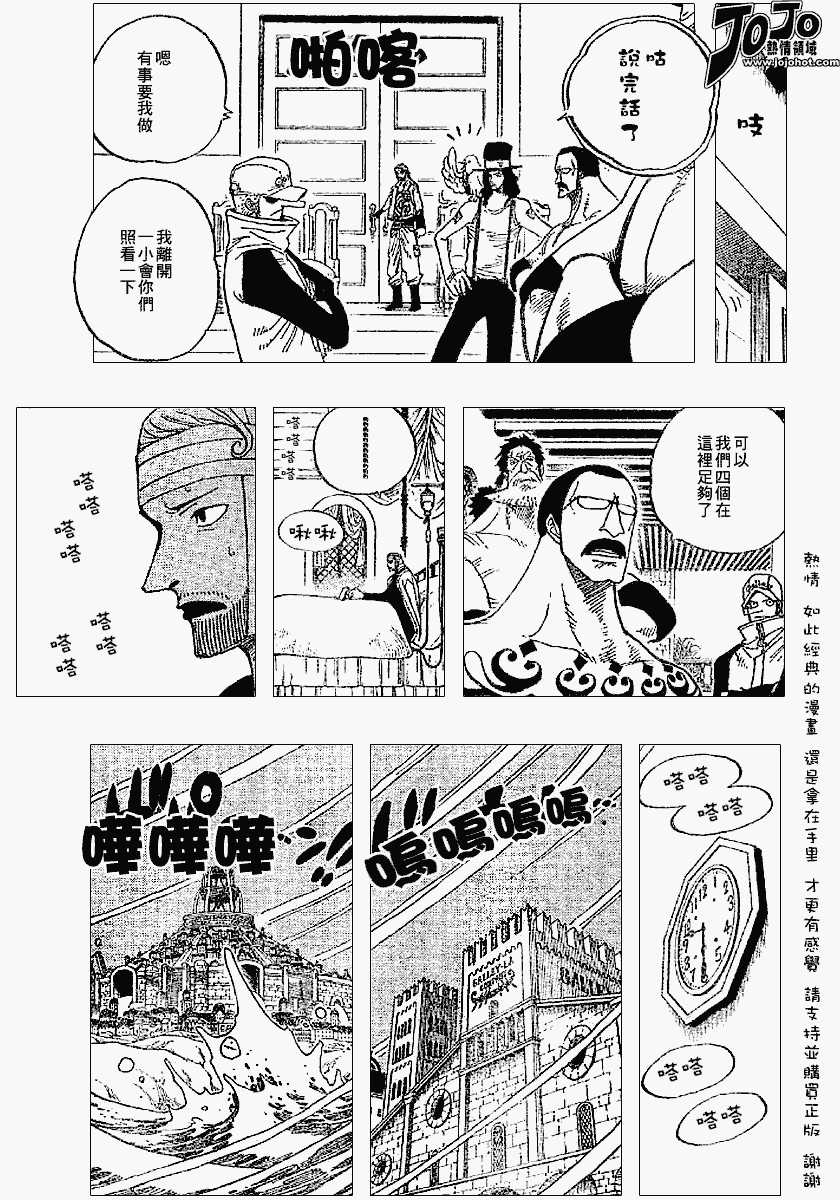 JOJO
熱情領域
www.jojohot.com
吱
咕
說完話了
啪喀
嗯
有事要我做
我離開
一小會你們
照看一下
可以
我們四個在
這裡足夠了
啾啾
嗒
嗒
嗒
嗒
嗒
嗒
嗒
嗒
嗒
嗒
嗒
嗒
嗒嗒
嗒嗒
嗒嗒
嗒嗒
嗚嗚嗚嗚
GALLEY-LA
嘩嘩嘩
熱情 如此經典的漫畫 還是拿在手里 才更有感覺 請支持並購買正版 謝謝